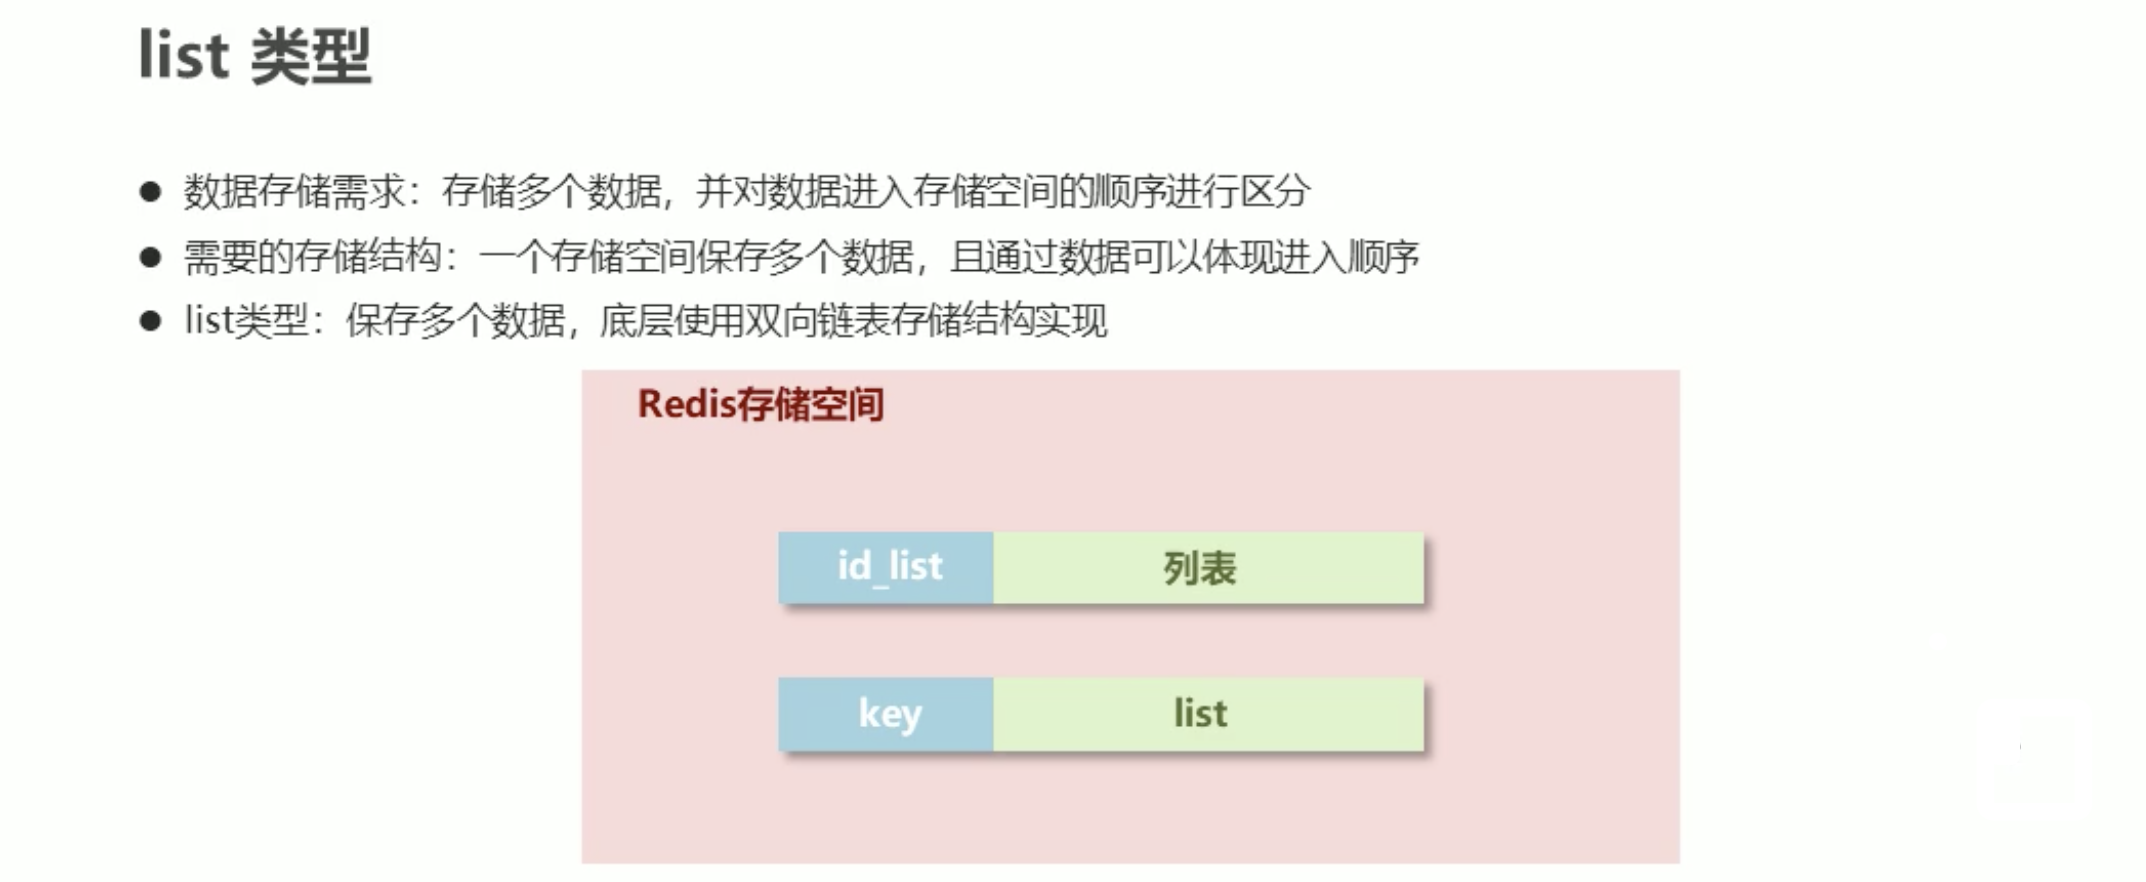 list 类型
● 数据存储需求：存储多个数据，并对数据进入存储空间的顺序进行区分
● 需要的存储结构：一个存储空间保存多个数据，且通过数据可以体现进入顺序
● list类型：保存多个数据，底层使用双向链表存储结构实现
Redis存储空间
id_list 列表
key list